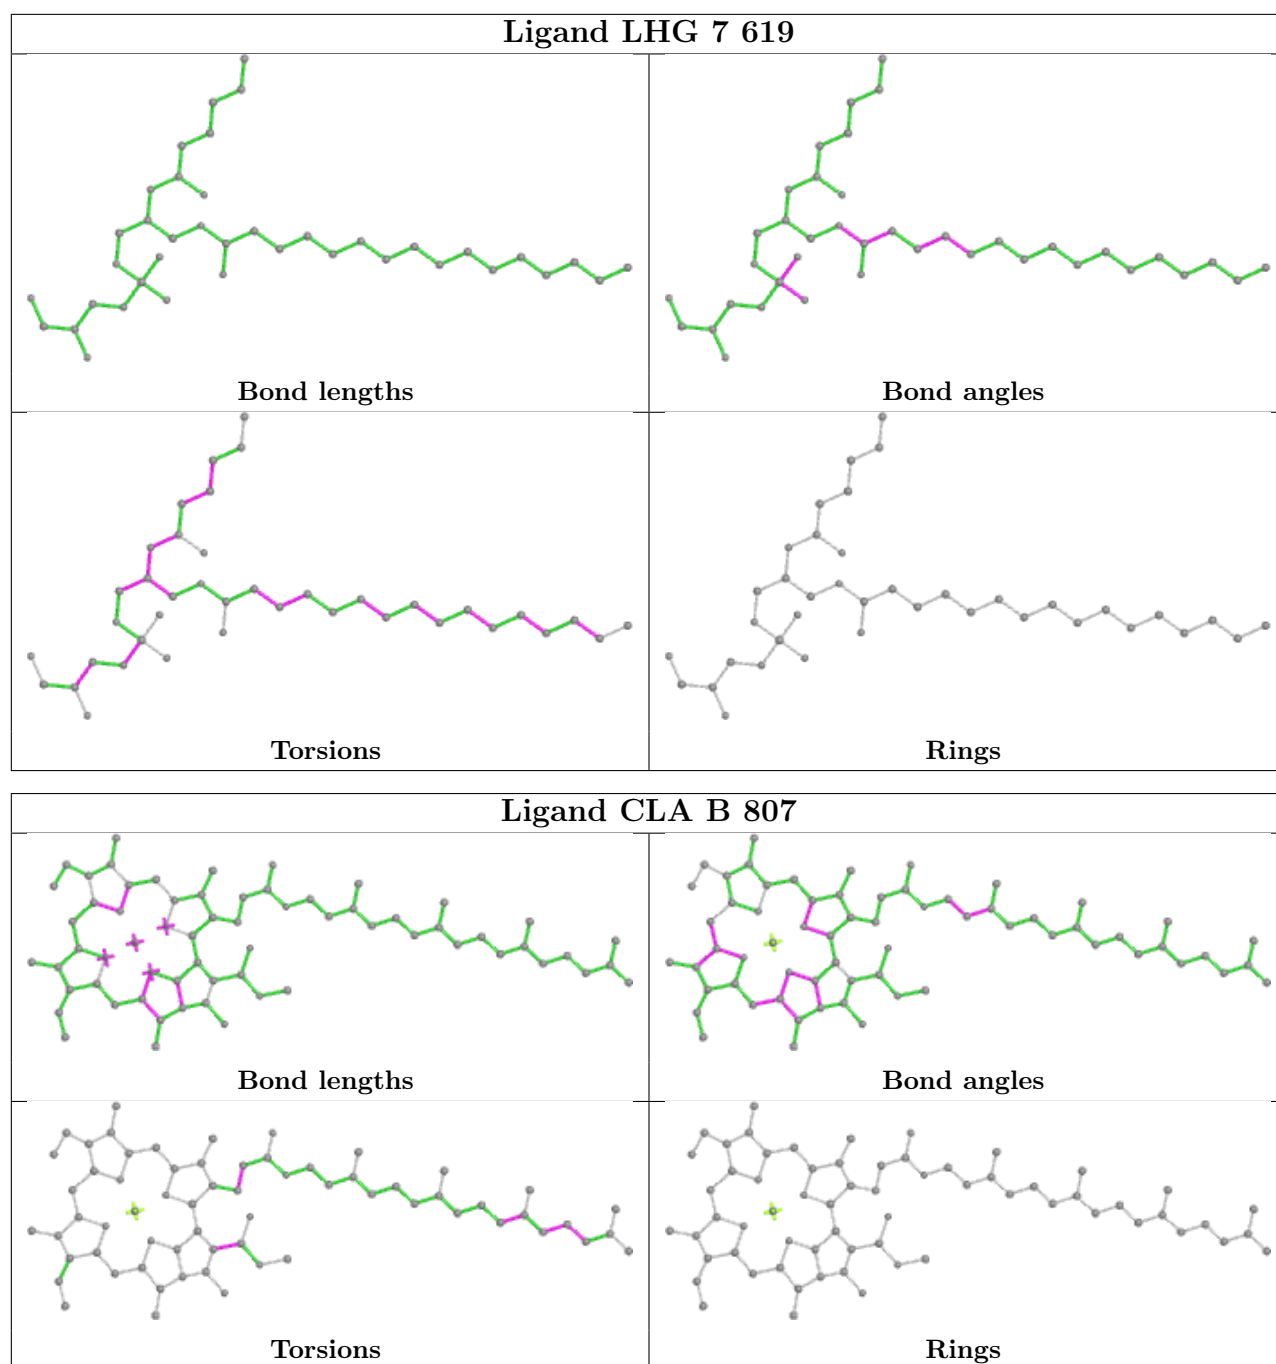 Ligand LHG 7 619
Bond lengths
Bond angles
Torsions
Rings
Ligand CLA B 807
Bond lengths
Bond angles
Torsions
Rings